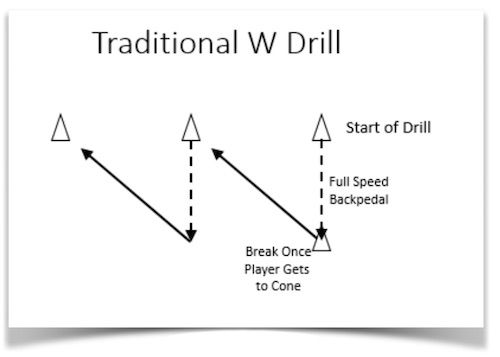 Traditional W Drill
Start of Drill
Full Speed
Backpedal
Break Once
Player Gets
to Cone